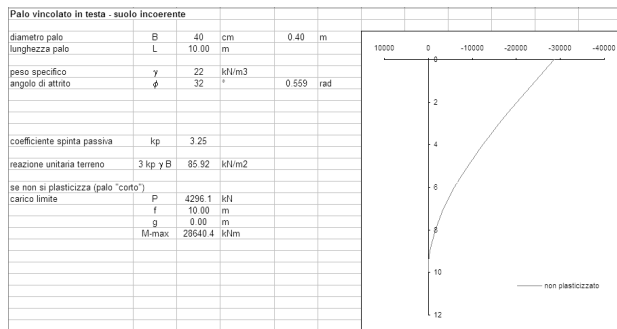 Palo vincolato in testa - suolo incoerente
diametro palo B 40 cm 0.40 m
lunghezza palo L 10.00 m
peso specifico γ 22 kN/m3
angolo di attrito ϕ 32 ° 0.559 rad
coefficiente spinta passiva kp 3.25
reazione unitaria terreno 3 kp γ B 85.92 kN/m2
se non si plasticizza (palo "corto")
carico limite P 4296.1 kN
f 10.00 m
g 0.00 m
M-max 28640.4 kNm
10000 0 -10000 -20000 -30000 -40000
0
2
4
6
8
10
12
non plasticizzato